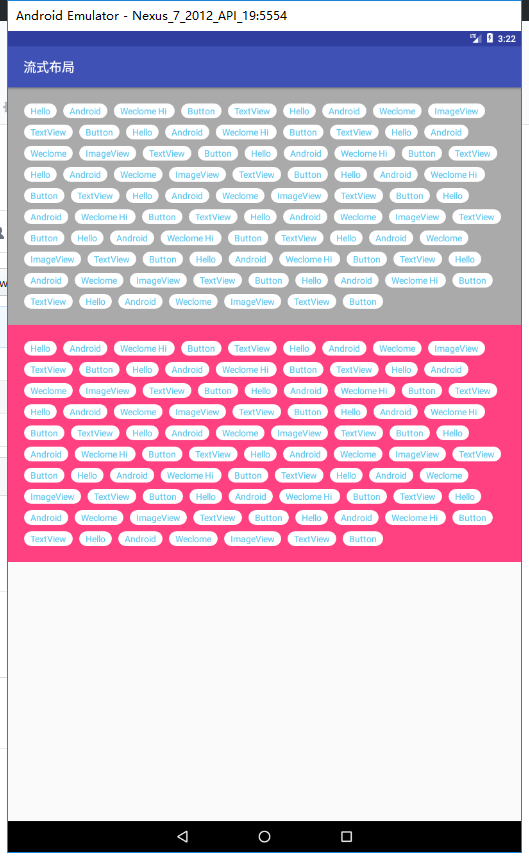 Android Emulator - Nexus_7_2012_API_19:5554
3:22
流式布局
Hello Android Weclome Hi Button TextView Hello Android Weclome ImageView
TextView Button Hello Android Weclome Hi Button TextView Hello Android
Weclome ImageView TextView Button Hello Android Weclome Hi Button TextView
Hello Android Weclome ImageView TextView Button Hello Android Weclome Hi
Button TextView Hello Android Weclome ImageView TextView Button Hello
Android Weclome Hi Button TextView Hello Android Weclome ImageView TextView
Button Hello Android Weclome Hi Button TextView Hello Android Weclome
ImageView TextView Button Hello Android Weclome Hi Button TextView Hello
Android Weclome ImageView TextView Button Hello Android Weclome Hi Button
TextView Hello Android Weclome ImageView TextView Button
Hello Android Weclome Hi Button TextView Hello Android Weclome ImageView
TextView Button Hello Android Weclome Hi Button TextView Hello Android
Weclome ImageView TextView Button Hello Android Weclome Hi Button TextView
Hello Android Weclome ImageView TextView Button Hello Android Weclome Hi
Button TextView Hello Android Weclome ImageView TextView Button Hello
Android Weclome Hi Button TextView Hello Android Weclome ImageView TextView
Button Hello Android Weclome Hi Button TextView Hello Android Weclome
ImageView TextView Button Hello Android Weclome Hi Button TextView Hello
Android Weclome ImageView TextView Button Hello Android Weclome Hi Button
TextView Hello Android Weclome ImageView TextView Button